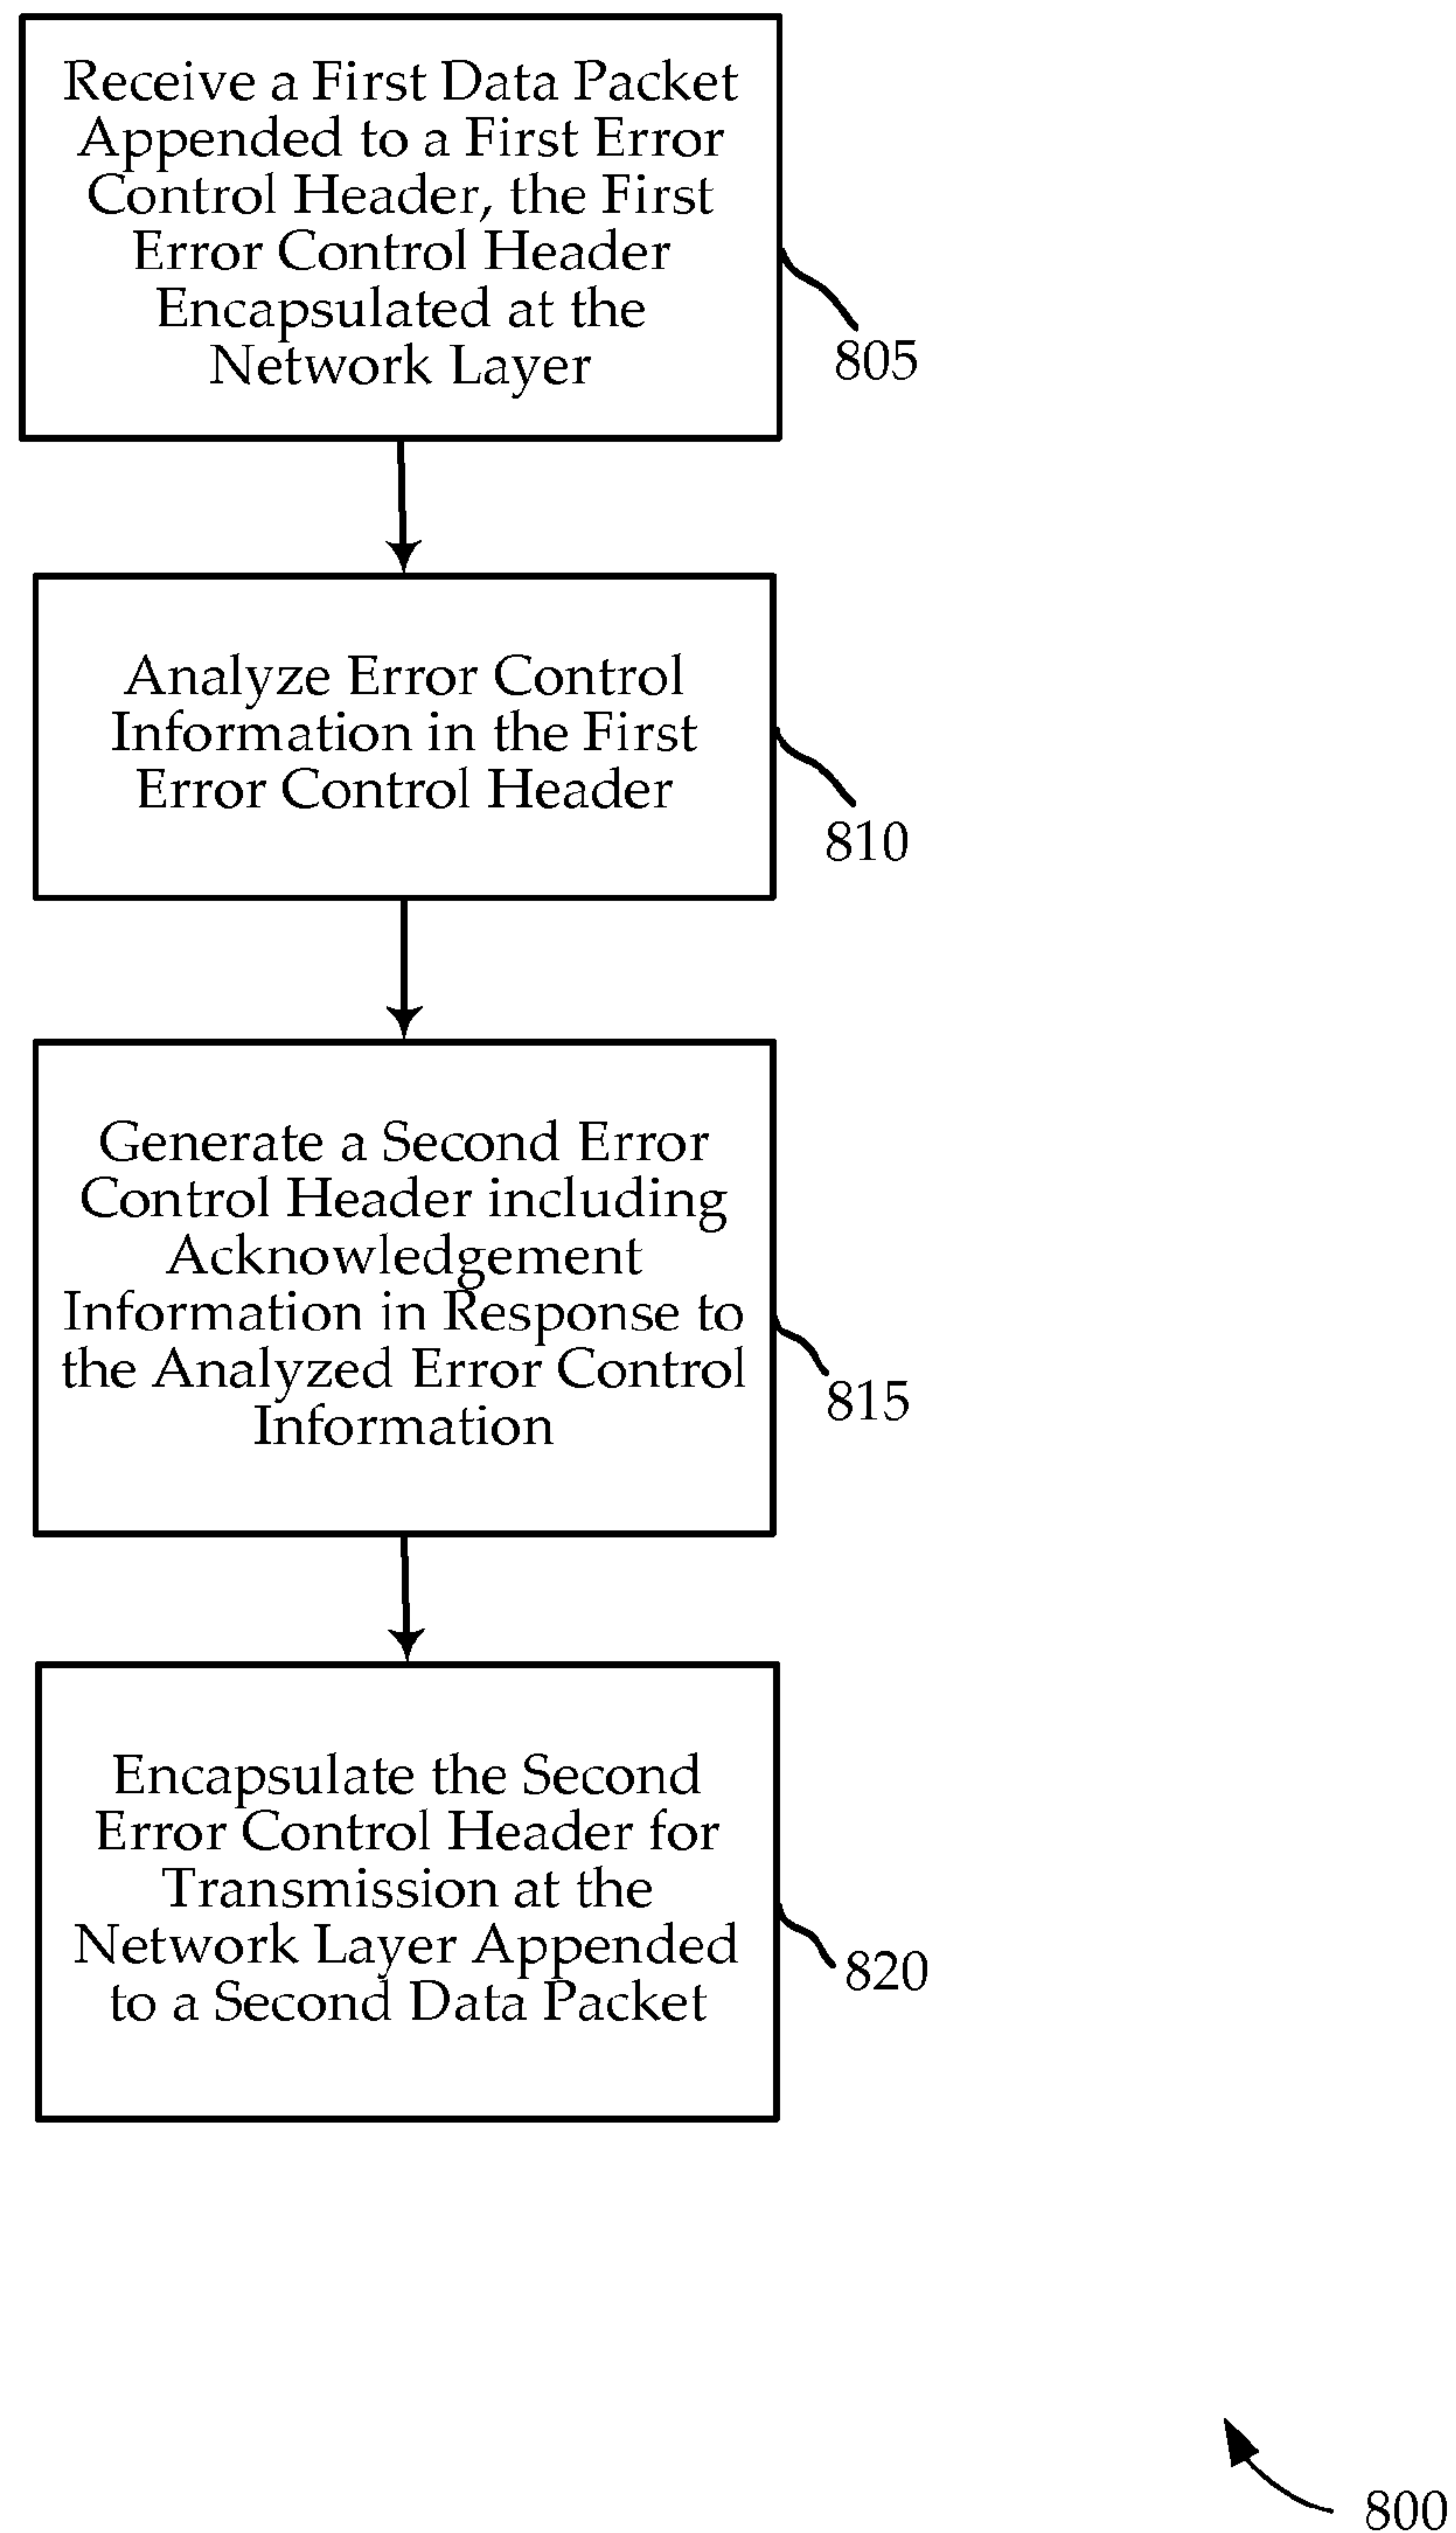 Receive a First Data Packet
Appended to a First Error
Control Header, the First
Error Control Header
Encapsulated at the
Network Layer
805
Analyze Error Control
Information in the First
Error Control Header
810
Generate a Second Error
Control Header including
Acknowledgement
Information in Response to
the Analyzed Error Control
Information
815
Encapsulate the Second
Error Control Header for
Transmission at the
Network Layer Appended
to a Second Data Packet
820
800